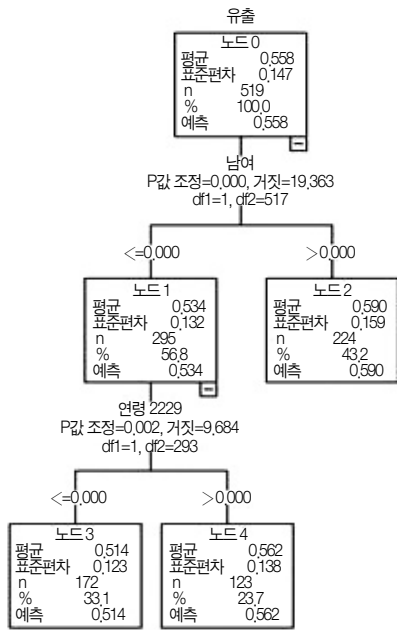 유출
노드 0
평균 0.558
표준편차 0.147
n 519
% 100.0
예측 0.558
남여
P값 조정=0.000, 거짓=19.363
df1=1, df2=517
<=0.000 >0.000
노드 1 노드 2
평균 0.534 평균 0.590
표준편차 0.132 표준편차 0.159
n 295 n 224
% 56.8 % 43.2
예측 0.534 예측 0.590
연령 2229
P값 조정=0.002, 거짓=9.684
df1=1, df2=293
<=0.000 >0.000
노드 3 노드 4
평균 0.514 평균 0.562
표준편차 0.123 표준편차 0.138
n 172 n 123
% 33.1 % 23.7
예측 0.514 예측 0.562